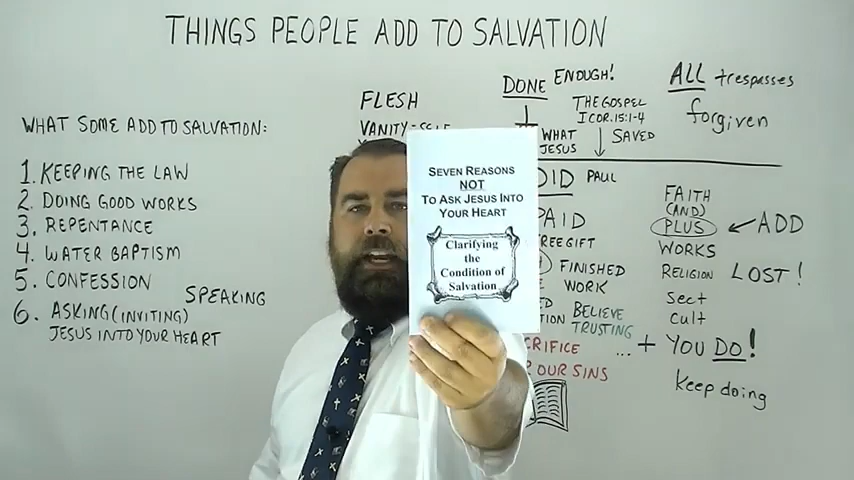 THINGS PEOPLE ADD TO SALVATION
WHAT SOME ADD TO SALVATION:
1. KEEPING THE LAW
2. DOING GOOD WORKS
3. REPENTANCE
4. WATER BAPTISM
5. CONFESSION
SPEAKING
6. ASKING (INVITING)
JESUS INTO YOUR HEART
FLESH
VANITY-SELF
SEVEN REASONS
NOT
TO ASK JESUS INTO
YOUR HEART
Clarifying
the
Condition of
Salvation
DONE ENOUGH!
THE GOSPEL
I COR. 15:1-4
WHAT
JESUS
SAVED
DID PAUL
PAID
FREE GIFT
FINISHED
WORK
BELIEVE
TRUSTING
...
OUR SINS
ALL trespasses
forgiven
FAITH
(AND)
PLUS ADD
WORKS
RELIGION LOST!
Sect
Cult
+ YOU DO!
Keep doing